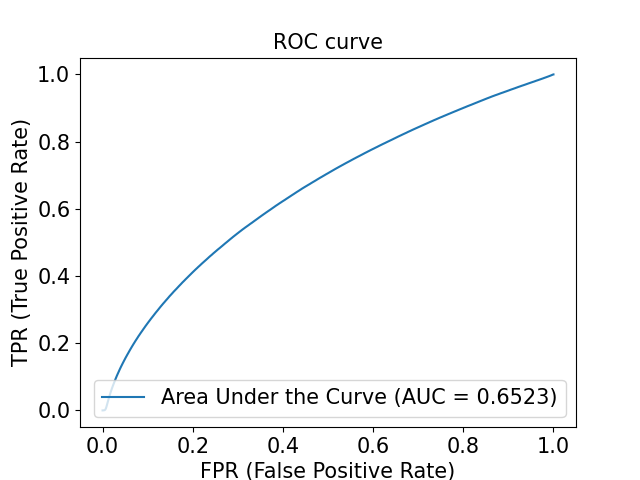 ROC curve
TPR (True Positive Rate)
1.0
0.8
0.6
0.4
0.2
0.0
Area Under the Curve (AUC = 0.6523)
0.0 0.2 0.4 0.6 0.8 1.0
FPR (False Positive Rate)